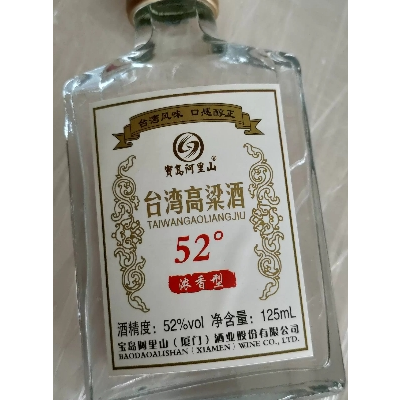 台湾风味 口感醇正
寶島阿里山
台湾高粱酒
TAIWANGAOLIANGJIU
52°
浓香型
酒精度：52%vol 净含量：125mL
宝岛阿里山（厦门）酒业股份有限公司
BAODAOALISHAN (XIAMEN) WINE CO., LTD.